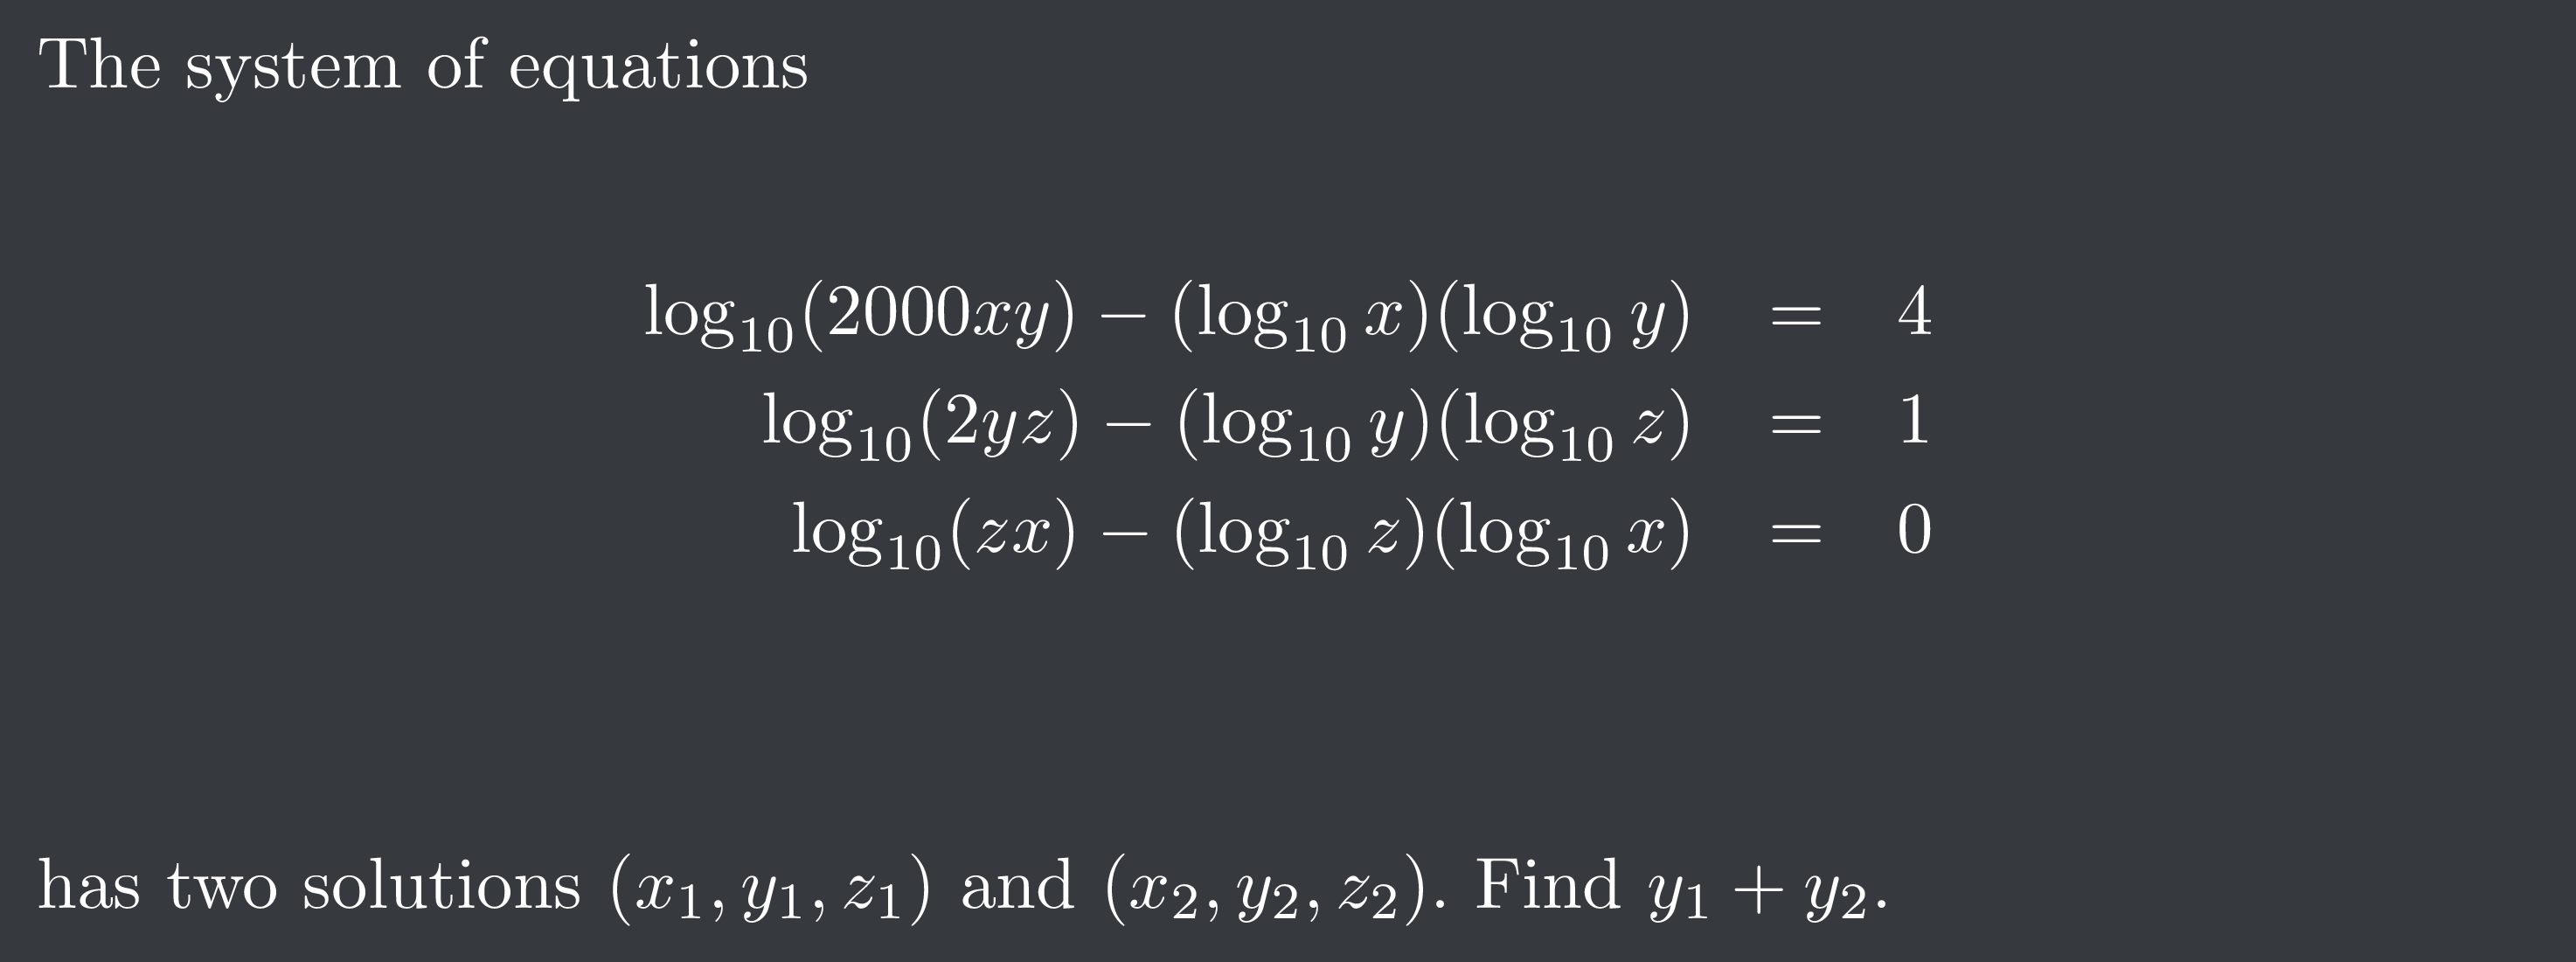 The system of equations
log₁₀(2000xy) − (log₁₀ x)(log₁₀ y) = 4
log₁₀(2yz) − (log₁₀ y)(log₁₀ z) = 1
log₁₀(zx) − (log₁₀ z)(log₁₀ x) = 0
has two solutions (x₁, y₁, z₁) and (x₂, y₂, z₂). Find y₁ + y₂.